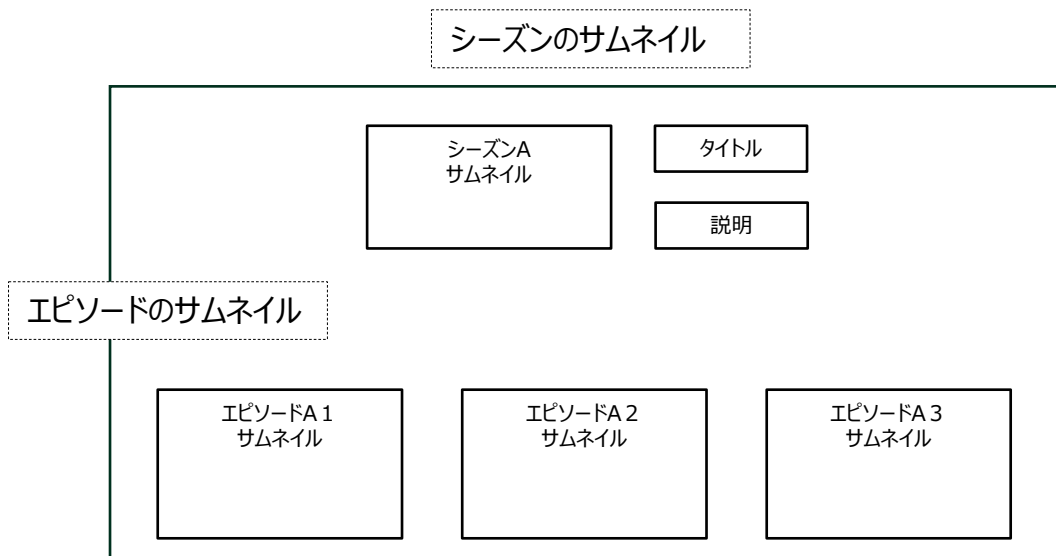 シーズンのサムネイル
シーズンA
サムネイル
タイトル
説明
エピソードのサムネイル
エピソードA１
サムネイル
エピソードA２
サムネイル
エピソードA３
サムネイル